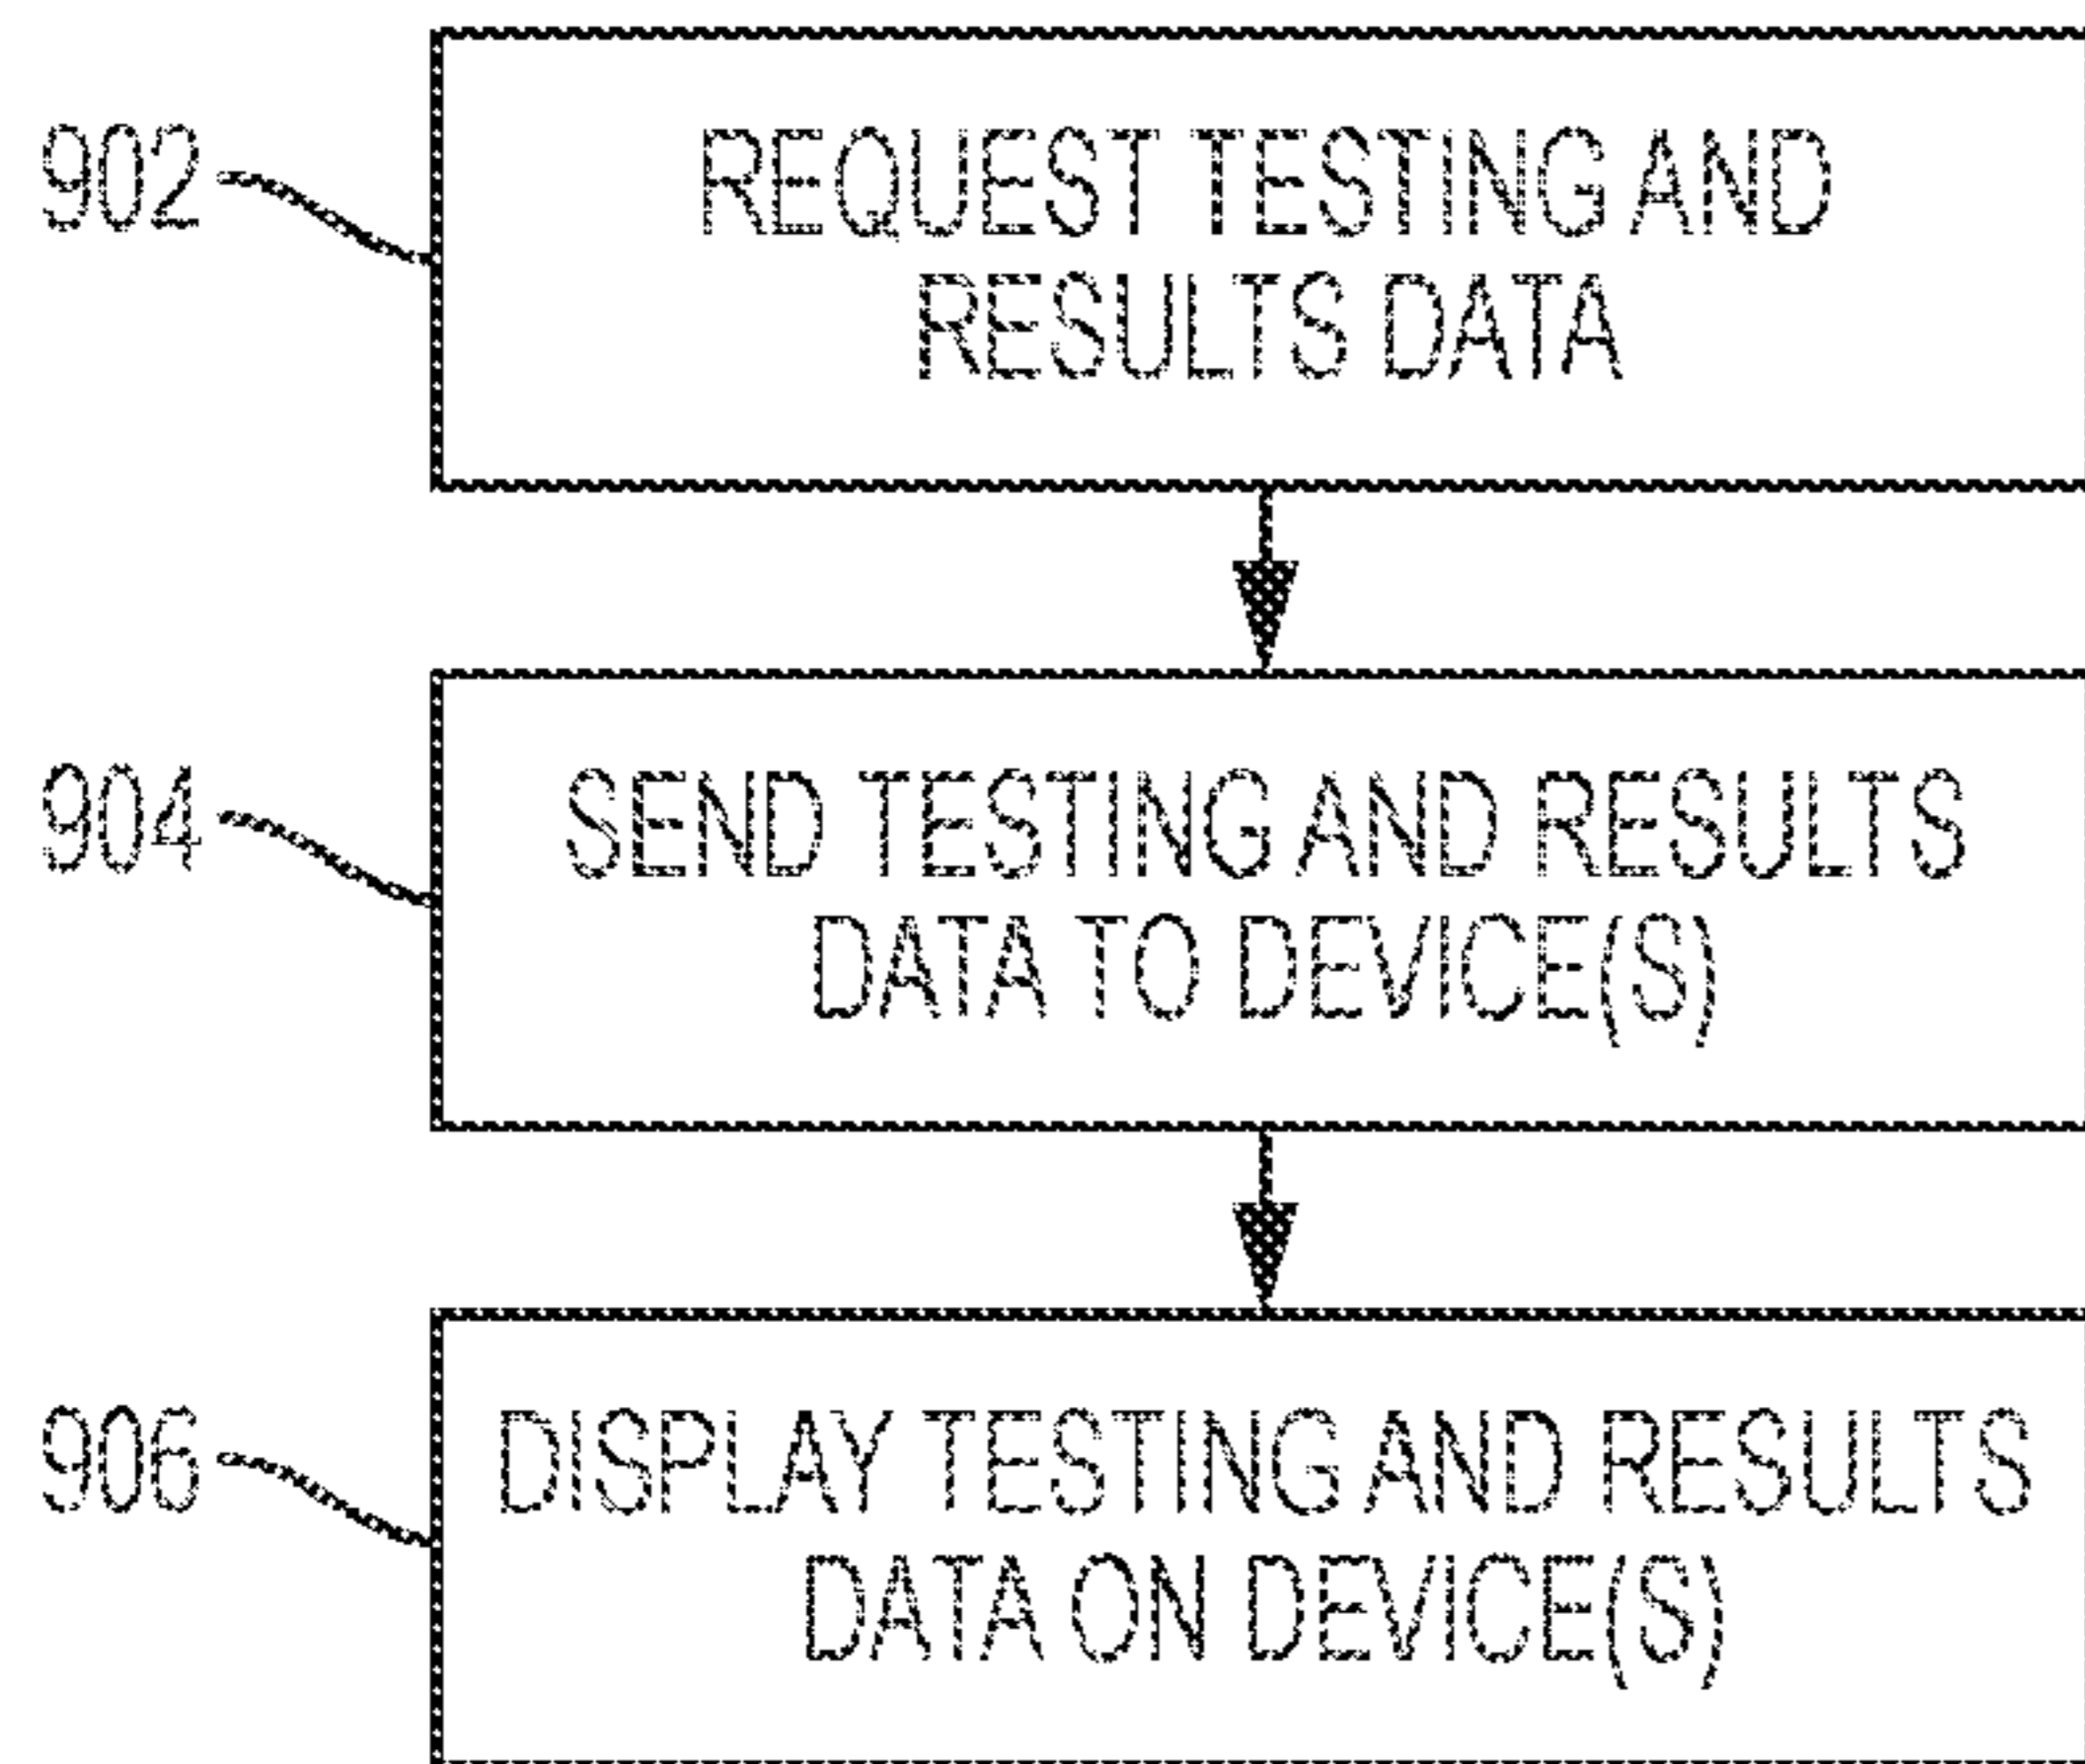 902
REQUEST TESTING AND
RESULTS DATA
904
SEND TESTING AND RESULTS
DATA TO DEVICE(S)
906
DISPLAY TESTING AND RESULTS
DATA ON DEVICE(S)